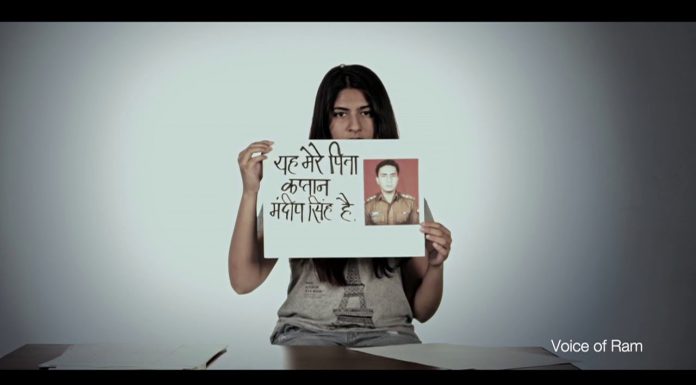 यह मेरे पिता
कप्तान
मंदीप सिंह है.
Voice of Ram